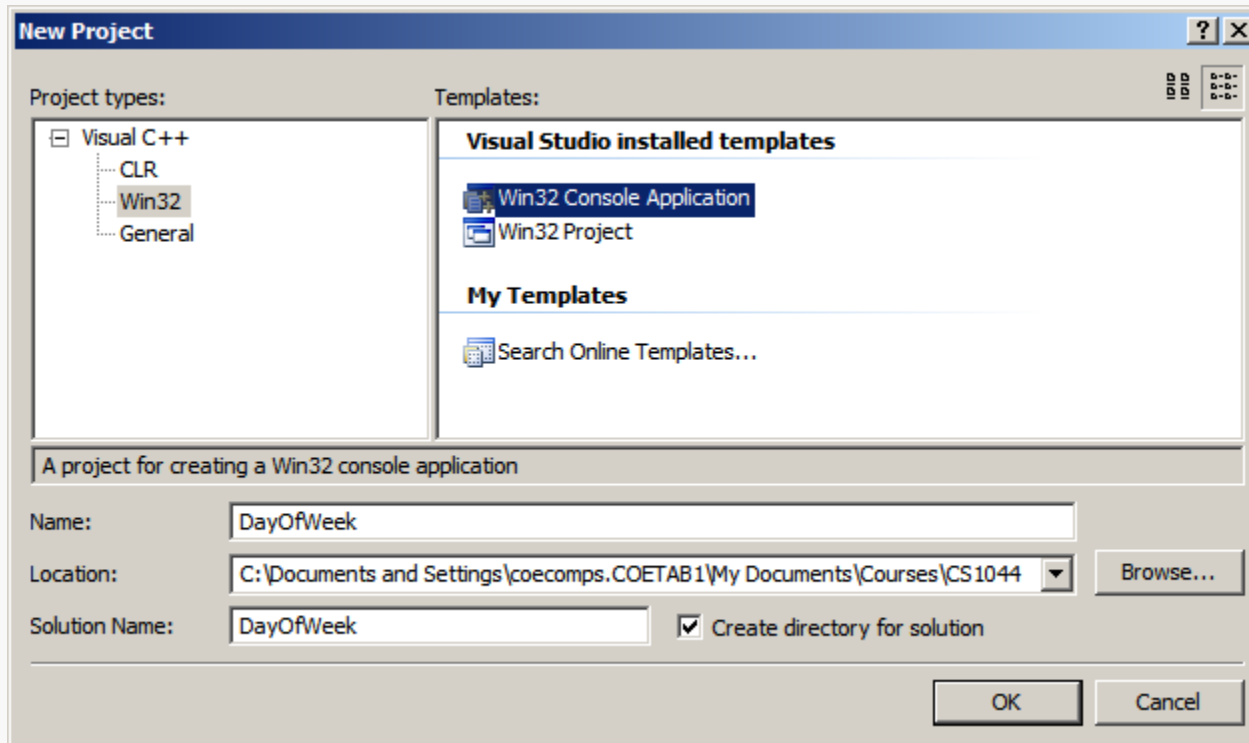 New Project
Project types:
Templates:
Visual C++
CLR
Win32
General
Visual Studio installed templates
Win32 Console Application
Win32 Project
My Templates
Search Online Templates...
A project for creating a Win32 console application
Name:
DayOfWeek
Location:
C:\Documents and Settings\coecomps.COETAB1\My Documents\Courses\CS1044
Browse...
Solution Name:
DayOfWeek
Create directory for solution
OK
Cancel